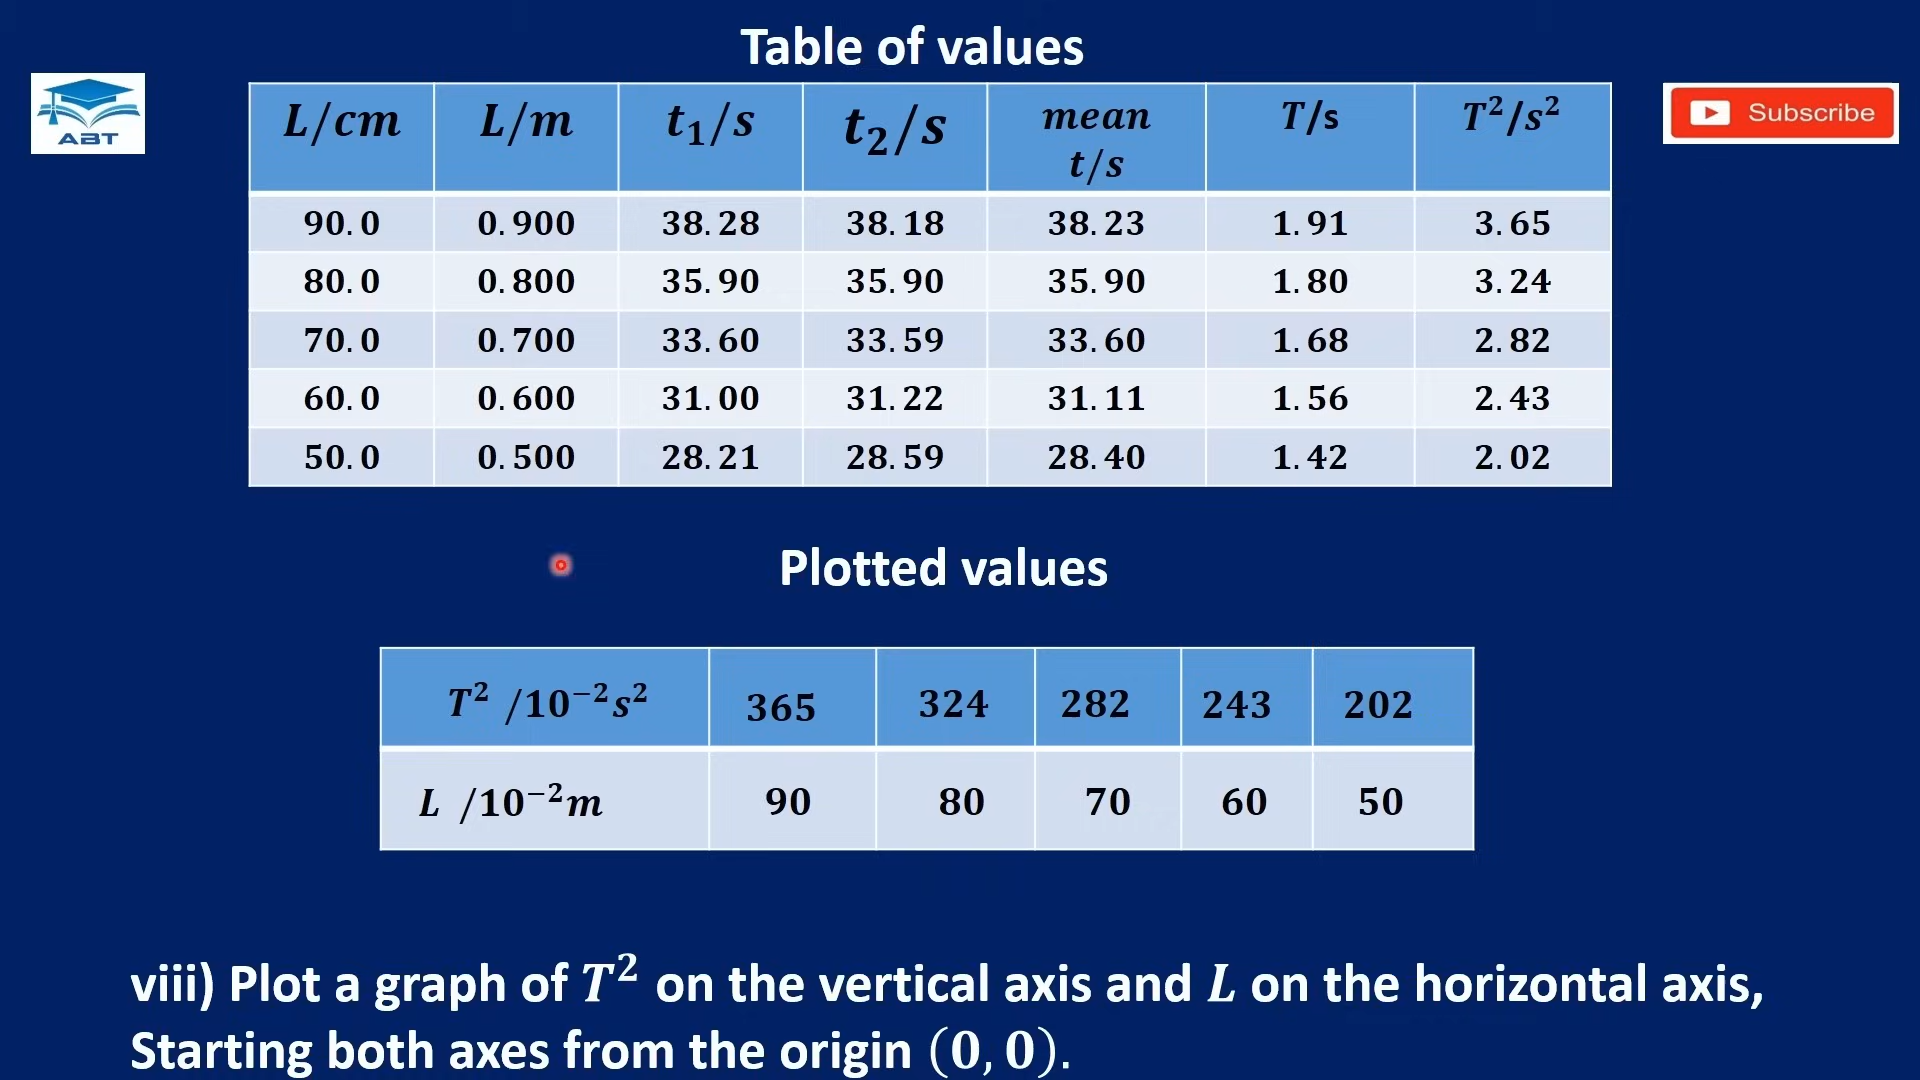 Table of values
ABT
Subscribe
L/cm L/m t₁/s t₂/s mean t/s T/s T²/s²
90.0 0.900 38.28 38.18 38.23 1.91 3.65
80.0 0.800 35.90 35.90 35.90 1.80 3.24
70.0 0.700 33.60 33.59 33.60 1.68 2.82
60.0 0.600 31.00 31.22 31.11 1.56 2.43
50.0 0.500 28.21 28.59 28.40 1.42 2.02
Plotted values
T² /10⁻²s² 365 324 282 243 202
L /10⁻²m 90 80 70 60 50
viii) Plot a graph of T² on the vertical axis and L on the horizontal axis,
Starting both axes from the origin (0,0).